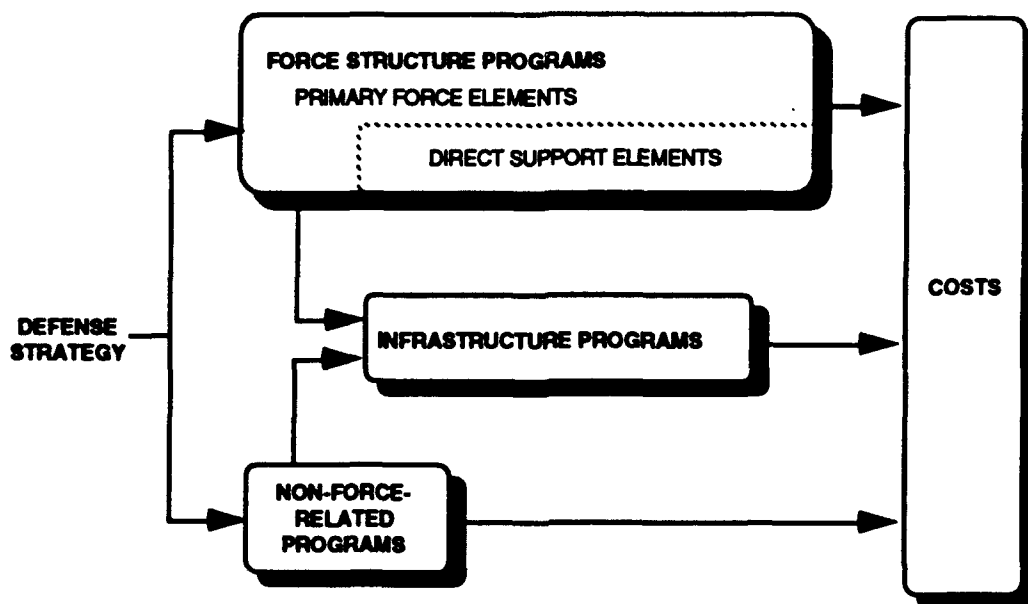 FORCE STRUCTURE PROGRAMS
PRIMARY FORCE ELEMENTS
DIRECT SUPPORT ELEMENTS
COSTS
DEFENSE
STRATEGY
INFRASTRUCTURE PROGRAMS
NON-FORCE-
RELATED
PROGRAMS